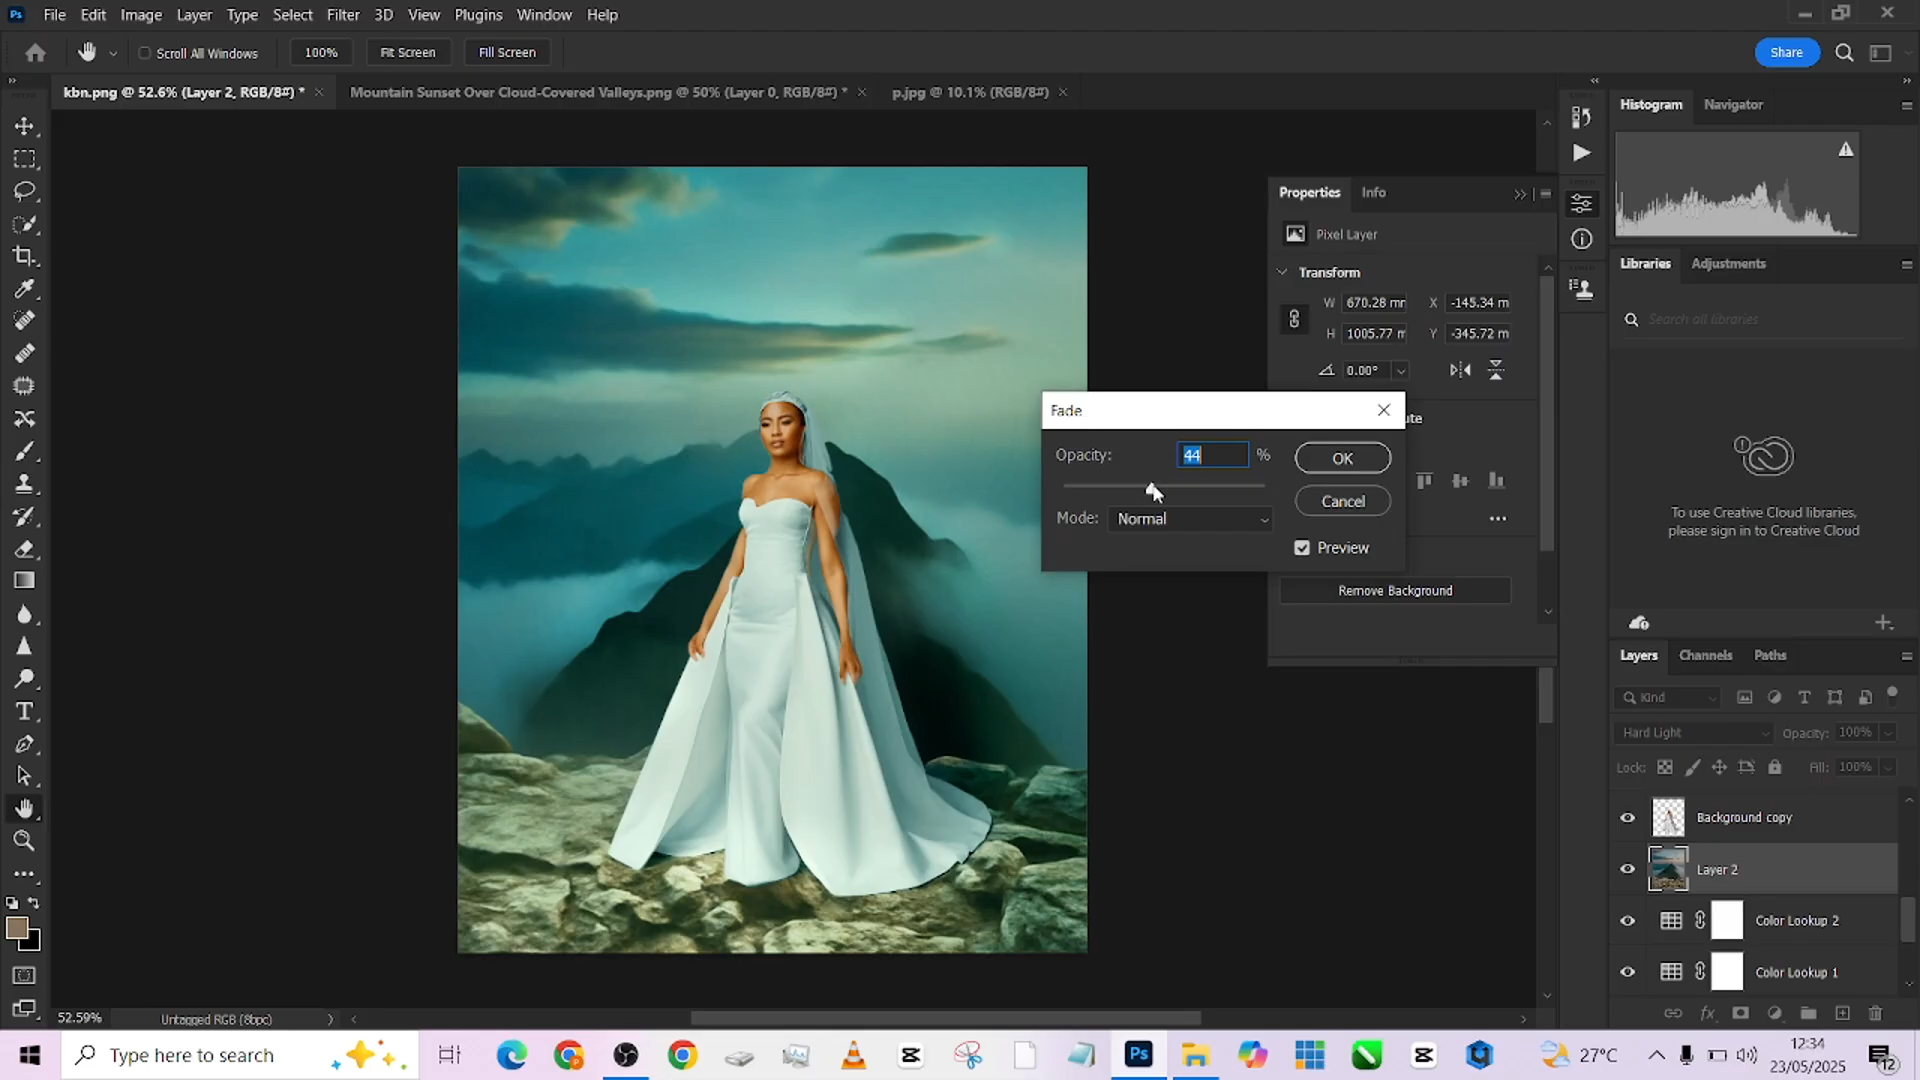 Ps File Edit Image Layer Type Select Filter 3D View Plugins Window Help
Scroll All Windows 100% Fit Screen Fill Screen Share
kbn.png @ 52.6% (Layer 2, RGB/8#) * Mountain Sunset Over Cloud-Covered Valleys.png @ 50% (Layer 0, RGB/8#) * p.jpg @ 10.1% (RGB/8#)
Histogram Navigator
Properties Info
Pixel Layer
Transform
W 670.28 mr X -145.34 m
H 1005.77 r Y -345.72 m
0.00°
Fade
Opacity: 44 % OK
Cancel
Mode: Normal
Preview
Remove Background
Libraries Adjustments
Search all libraries
To use Creative Cloud libraries,
please sign in to Creative Cloud
Layers Channels Paths
Kind
Hard Light Opacity: 100%
Lock: Fill: 100%
Background copy
Layer 2
Color Lookup 2
Color Lookup 1
52.59% Untagged RGB (8bpc)
Type here to search
27°C
12:34
23/05/2025
12